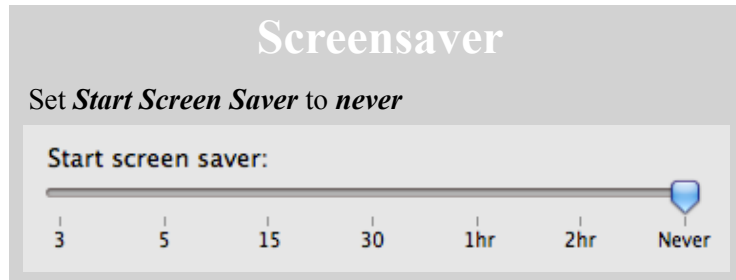 Screensaver
Set Start Screen Saver to never
Start screen saver:
3 5 15 30 1hr 2hr Never